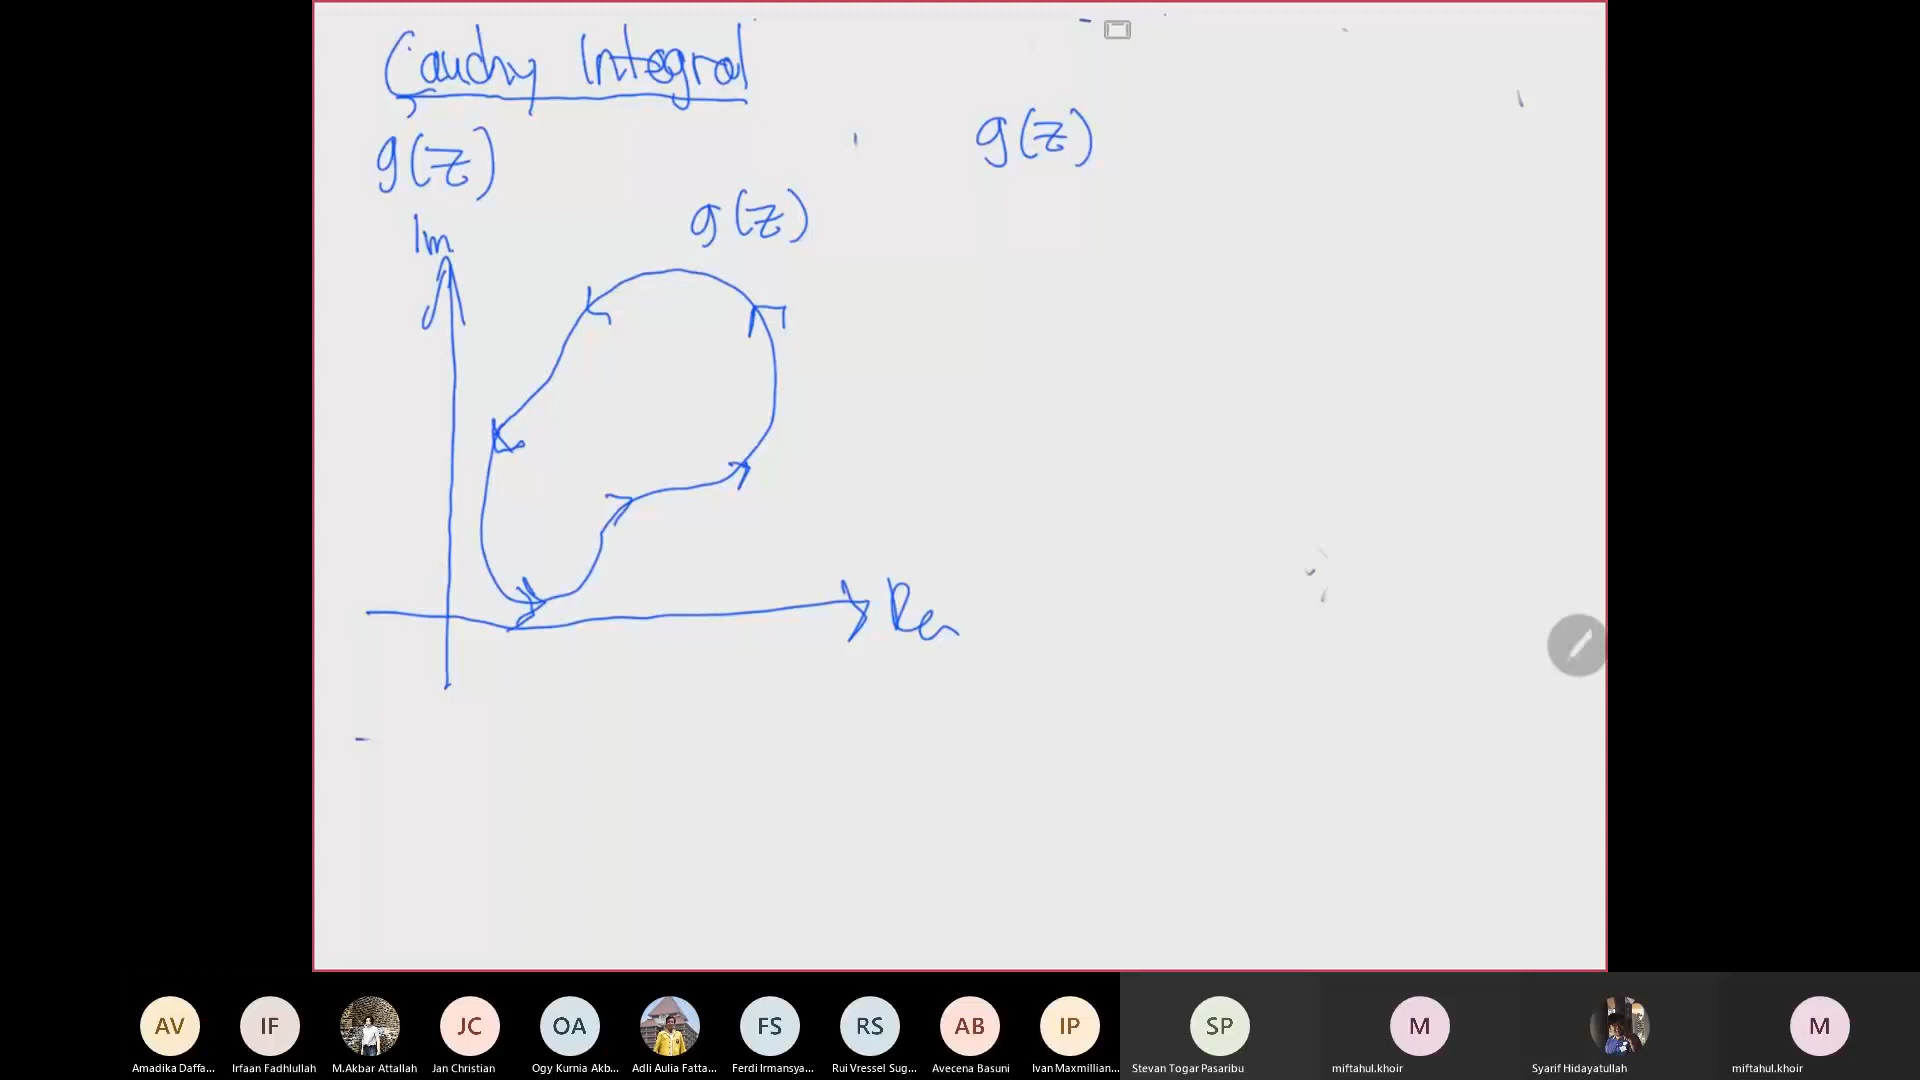 Cauchy Integral
g(z)
g(z)
g(z)
Im
Re
AV
IF
JC
OA
FS
RS
AB
IP
SP
M
M
Amadika Daffa...
Irfaan Fadhlullah
M.Akbar Attallah
Jan Christian
Ogy Kurnia Akb...
Adli Aulia Fatta...
Ferdi Irmansya...
Rui Vressel Sug...
Avecena Basuni
Ivan Maxmillian...
Stevan Togar Pasaribu
miftahul.khoir
Syarif Hidayatullah
miftahul.khoir